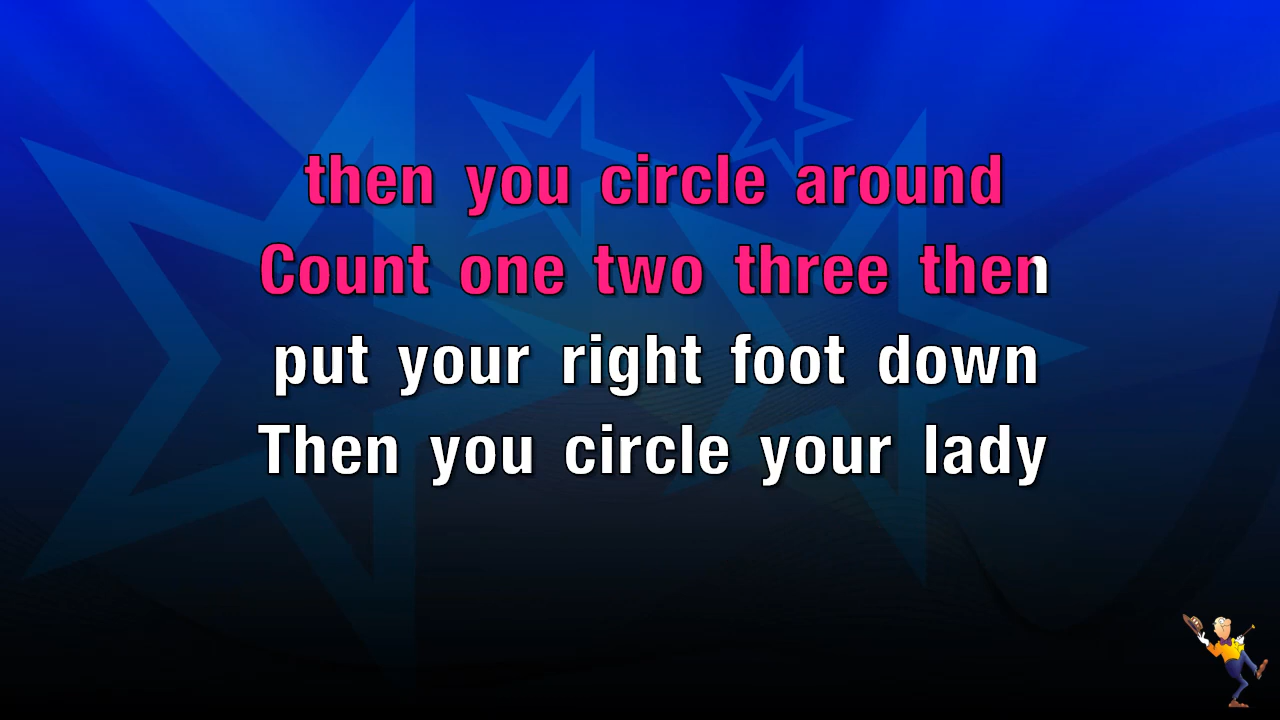 then you circle around
Count one two three then
put your right foot down
Then you circle your lady